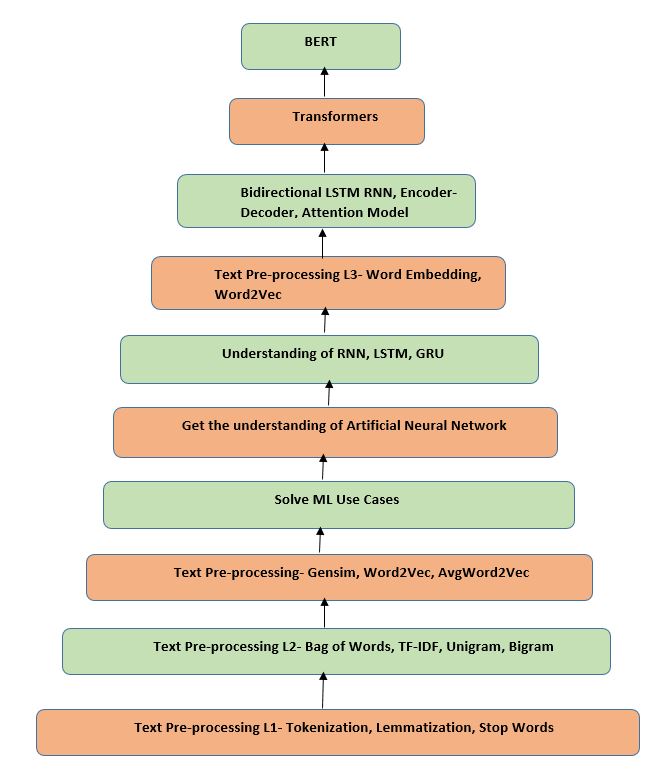 BERT
Transformers
Bidirectional LSTM RNN, Encoder-
Decoder, Attention Model
Text Pre-processing L3- Word Embedding,
Word2Vec
Understanding of RNN, LSTM, GRU
Get the understanding of Artificial Neural Network
Solve ML Use Cases
Text Pre-processing- Gensim, Word2Vec, AvgWord2Vec
Text Pre-processing L2- Bag of Words, TF-IDF, Unigram, Bigram
Text Pre-processing L1- Tokenization, Lemmatization, Stop Words